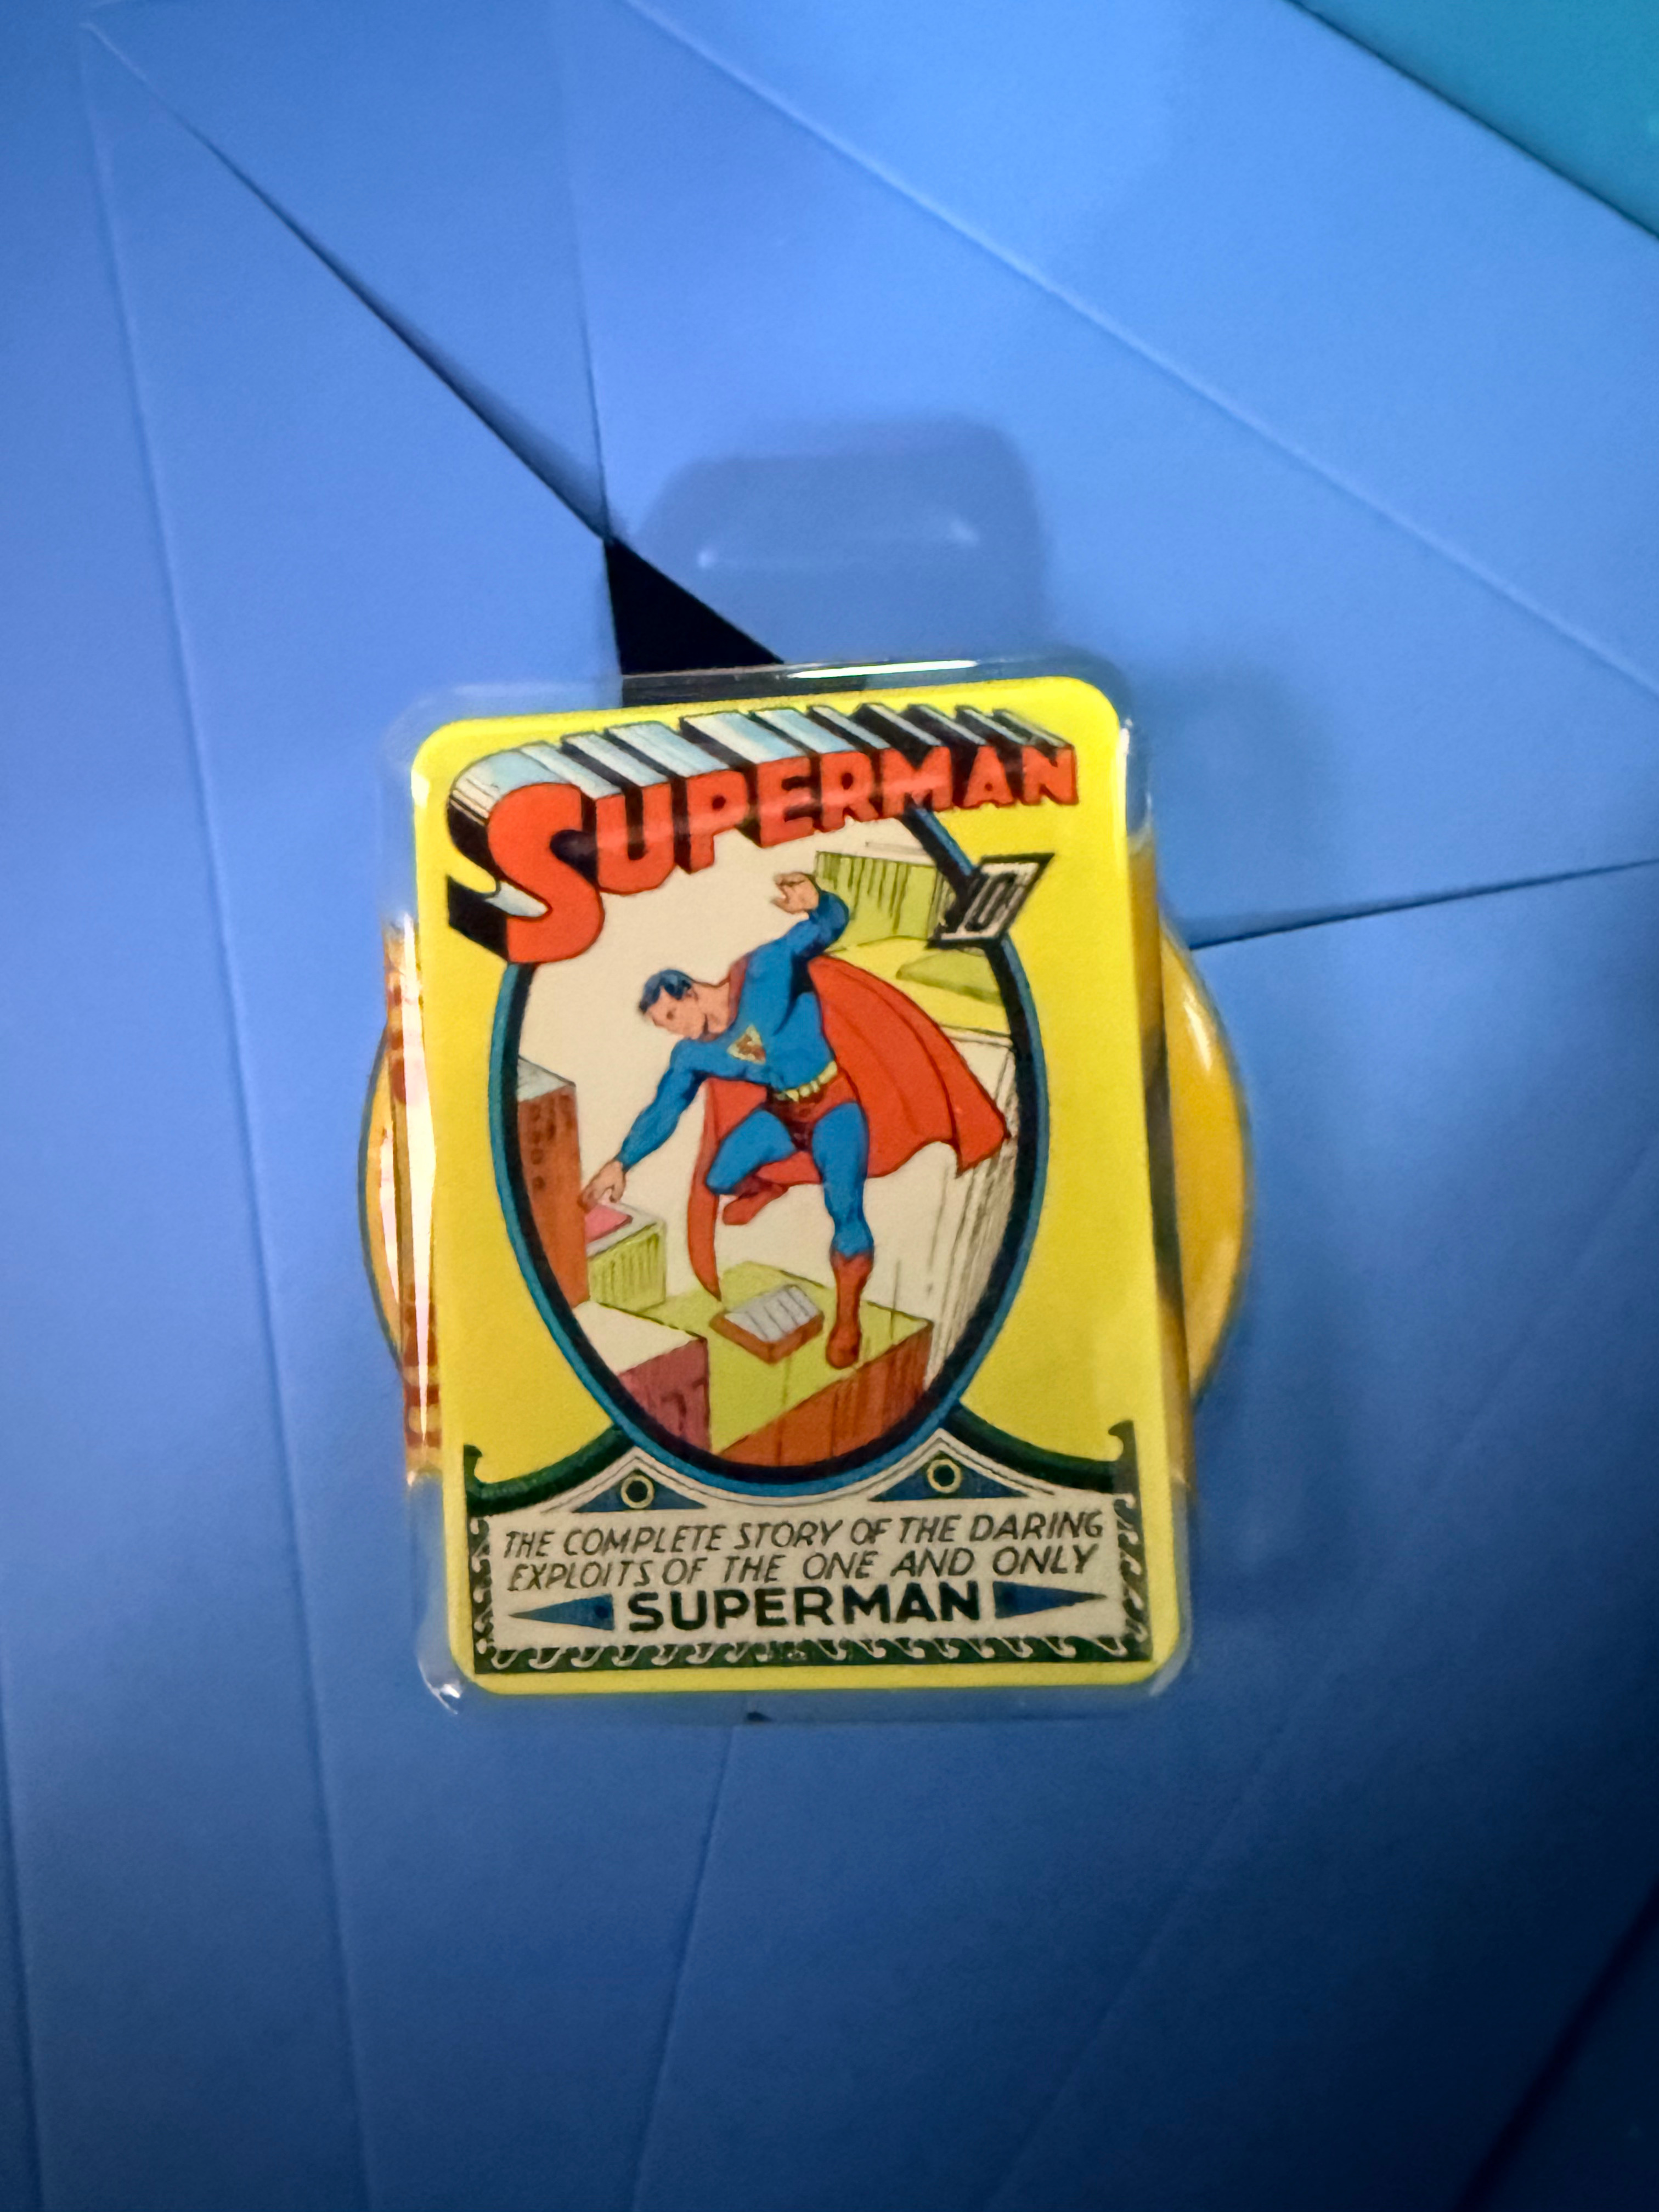 SUPERMAN
10¢
THE COMPLETE STORY OF THE DARING
EXPLOITS OF THE ONE AND ONLY
SUPERMAN